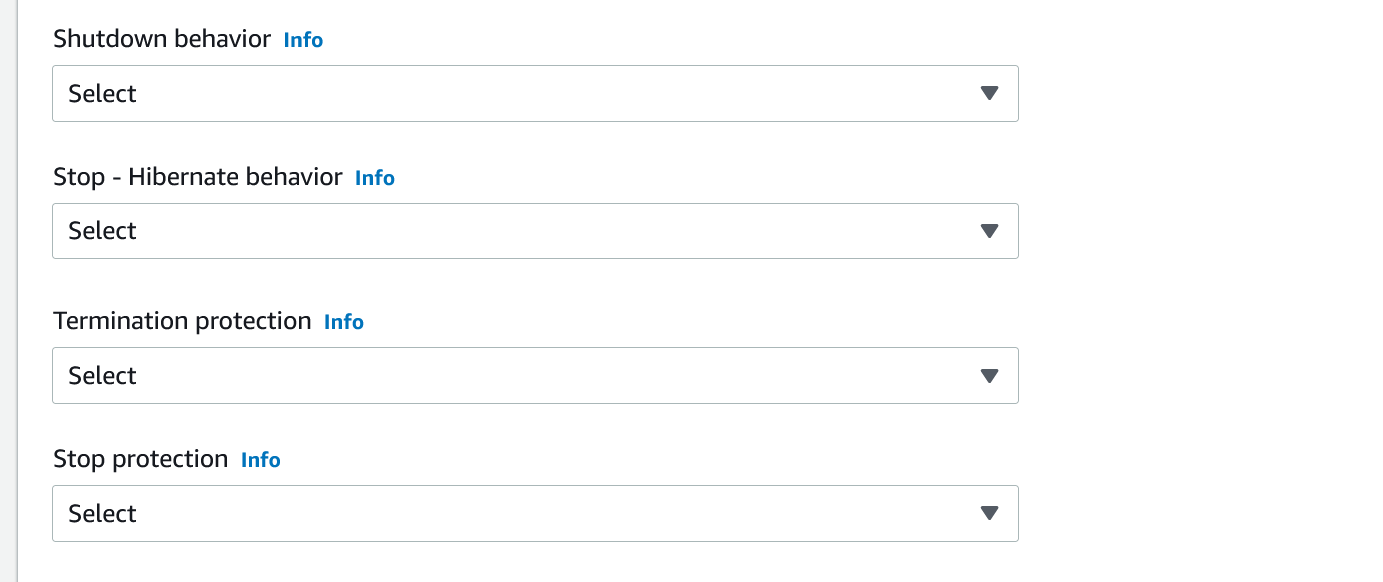 Shutdown behavior Info
Select
Stop - Hibernate behavior Info
Select
Termination protection Info
Select
Stop protection Info
Select